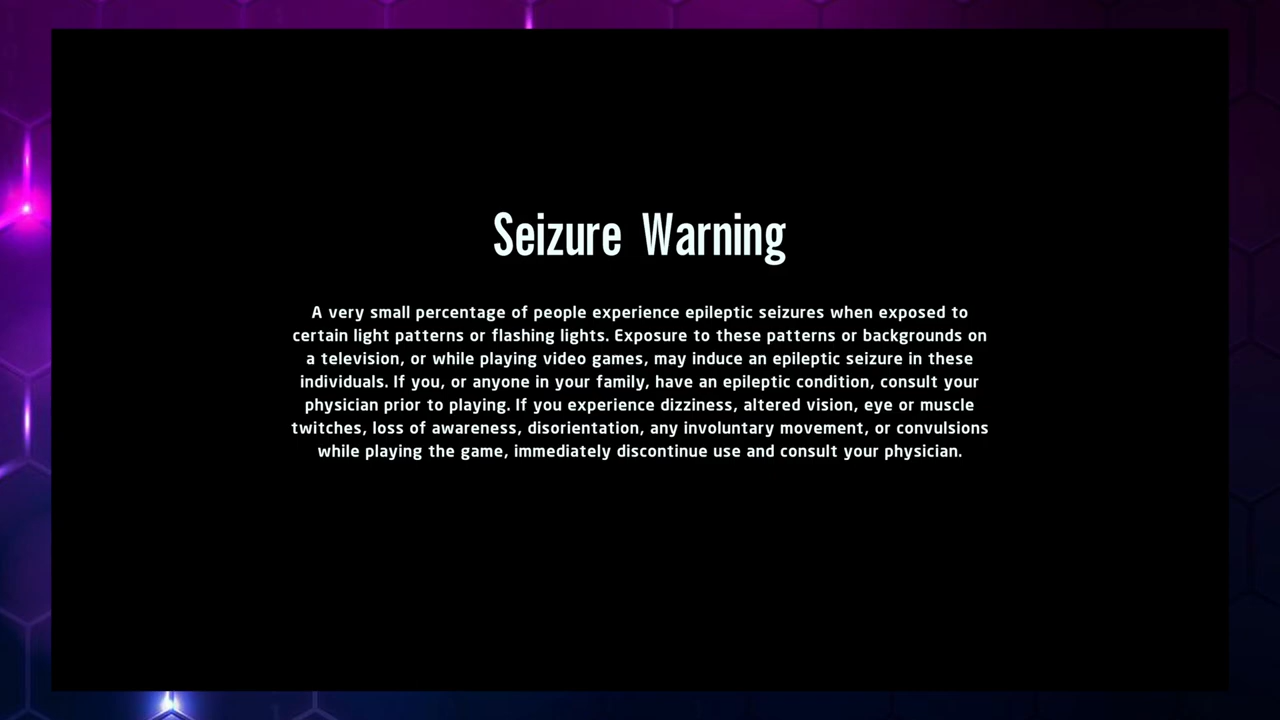 Seizure Warning
A very small percentage of people experience epileptic seizures when exposed to
certain light patterns or flashing lights. Exposure to these patterns or backgrounds on
a television, or while playing video games, may induce an epileptic seizure in these
individuals. If you, or anyone in your family, have an epileptic condition, consult your
physician prior to playing. If you experience dizziness, altered vision, eye or muscle
twitches, loss of awareness, disorientation, any involuntary movement, or convulsions
while playing the game, immediately discontinue use and consult your physician.